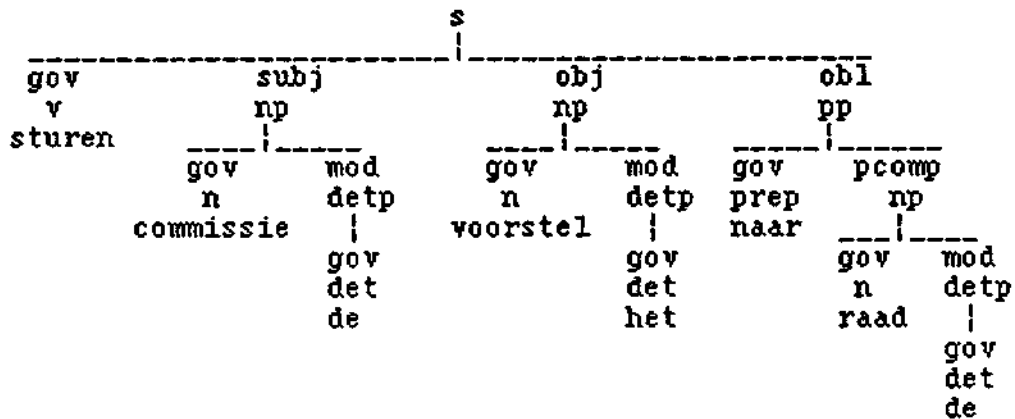 s
gov subj obj obl
v np np pp
sturen
gov mod gov mod gov pcomp
n detp n detp prep np
commissie voorstel naar
gov gov gov mod
det det n detp
de het raad
gov
det
de